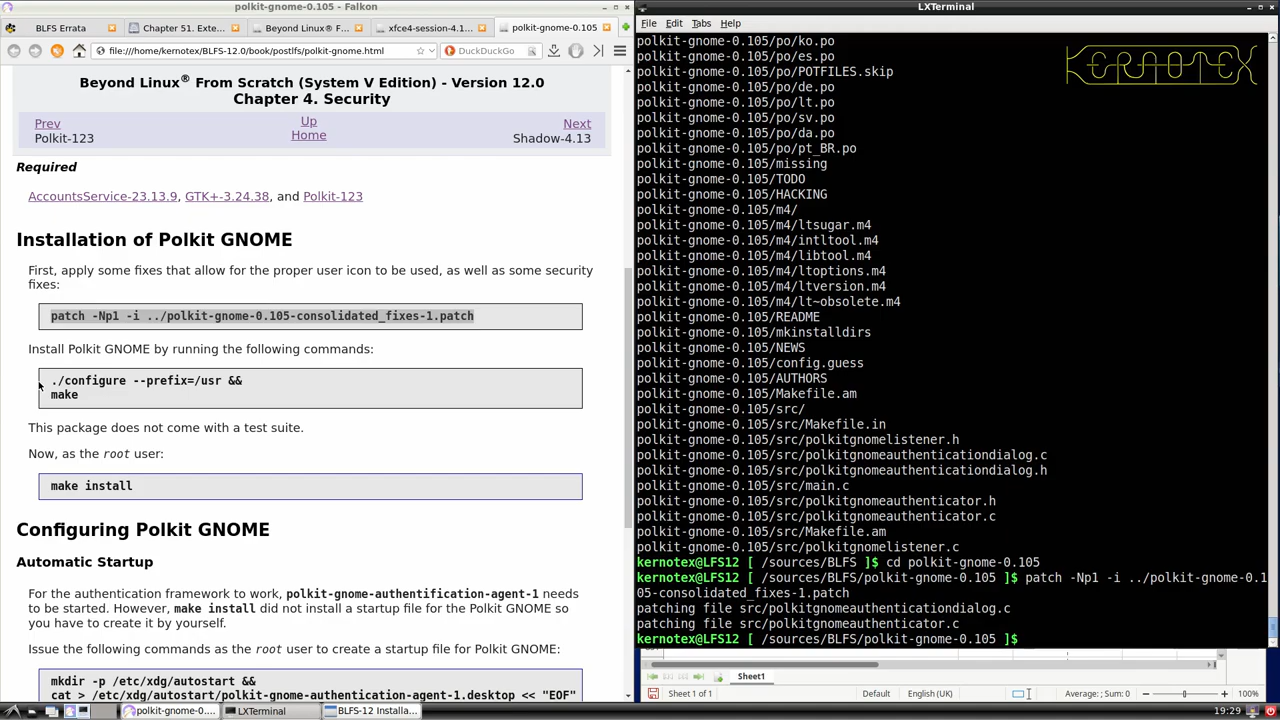 polkit-gnome-0.105 - Falkon
BLFS Errata
Chapter 51. Exte...
Beyond Linux® F...
xfce4-session-4.1...
polkit-gnome-0.105
file:///home/kernotex/BLFS-12.0/book/postlfs/polkit-gnome.html
DuckDuckGo
Beyond Linux® From Scratch (System V Edition) - Version 12.0
Chapter 4. Security
Prev
Polkit-123
Up
Home
Next
Shadow-4.13
Required
AccountsService-23.13.9, GTK+-3.24.38, and Polkit-123
Installation of Polkit GNOME
First, apply some fixes that allow for the proper user icon to be used, as well as some security
fixes:
patch -Np1 -i ../polkit-gnome-0.105-consolidated_fixes-1.patch
Install Polkit GNOME by running the following commands:
./configure --prefix=/usr &&
make
This package does not come with a test suite.
Now, as the root user:
make install
Configuring Polkit GNOME
Automatic Startup
For the authentication framework to work, polkit-gnome-authentification-agent-1 needs
to be started. However, make install did not install a startup file for the Polkit GNOME so
you have to create it by yourself.
Issue the following commands as the root user to create a startup file for Polkit GNOME:
mkdir -p /etc/xdg/autostart &&
cat > /etc/xdg/autostart/polkit-gnome-authentication-agent-1.desktop << "EOF"
LXTerminal
File Edit Tabs Help
KERNOTEX
polkit-gnome-0.105/po/ko.po
polkit-gnome-0.105/po/es.po
polkit-gnome-0.105/po/POTFILES.skip
polkit-gnome-0.105/po/de.po
polkit-gnome-0.105/po/lt.po
polkit-gnome-0.105/po/sv.po
polkit-gnome-0.105/po/da.po
polkit-gnome-0.105/po/pt_BR.po
polkit-gnome-0.105/missing
polkit-gnome-0.105/TODO
polkit-gnome-0.105/HACKING
polkit-gnome-0.105/m4/
polkit-gnome-0.105/m4/ltsugar.m4
polkit-gnome-0.105/m4/intltool.m4
polkit-gnome-0.105/m4/libtool.m4
polkit-gnome-0.105/m4/ltoptions.m4
polkit-gnome-0.105/m4/ltversion.m4
polkit-gnome-0.105/m4/lt~obsolete.m4
polkit-gnome-0.105/README
polkit-gnome-0.105/mkinstalldirs
polkit-gnome-0.105/NEWS
polkit-gnome-0.105/config.guess
polkit-gnome-0.105/AUTHORS
polkit-gnome-0.105/Makefile.am
polkit-gnome-0.105/src/
polkit-gnome-0.105/src/Makefile.in
polkit-gnome-0.105/src/polkitgnomelistener.h
polkit-gnome-0.105/src/polkitgnomeauthenticationdialog.c
polkit-gnome-0.105/src/polkitgnomeauthenticationdialog.h
polkit-gnome-0.105/src/main.c
polkit-gnome-0.105/src/polkitgnomeauthenticator.h
polkit-gnome-0.105/src/polkitgnomeauthenticator.c
polkit-gnome-0.105/src/Makefile.am
polkit-gnome-0.105/src/polkitgnomelistener.c
kernotex@LFS12 [ /sources/BLFS ]$ cd polkit-gnome-0.105
kernotex@LFS12 [ /sources/BLFS/polkit-gnome-0.105 ]$ patch -Np1 -i ../polkit-gnome-0.1
05-consolidated_fixes-1.patch
patching file src/polkitgnomeauthenticationdialog.c
patching file src/polkitgnomeauthenticator.c
kernotex@LFS12 [ /sources/BLFS/polkit-gnome-0.105 ]$
Sheet1
Sheet 1 of 1
Default
English (UK)
Average: ; Sum: 0
100%
polkit-gnome-0....
LXTerminal
BLFS-12 Installa...
19:29